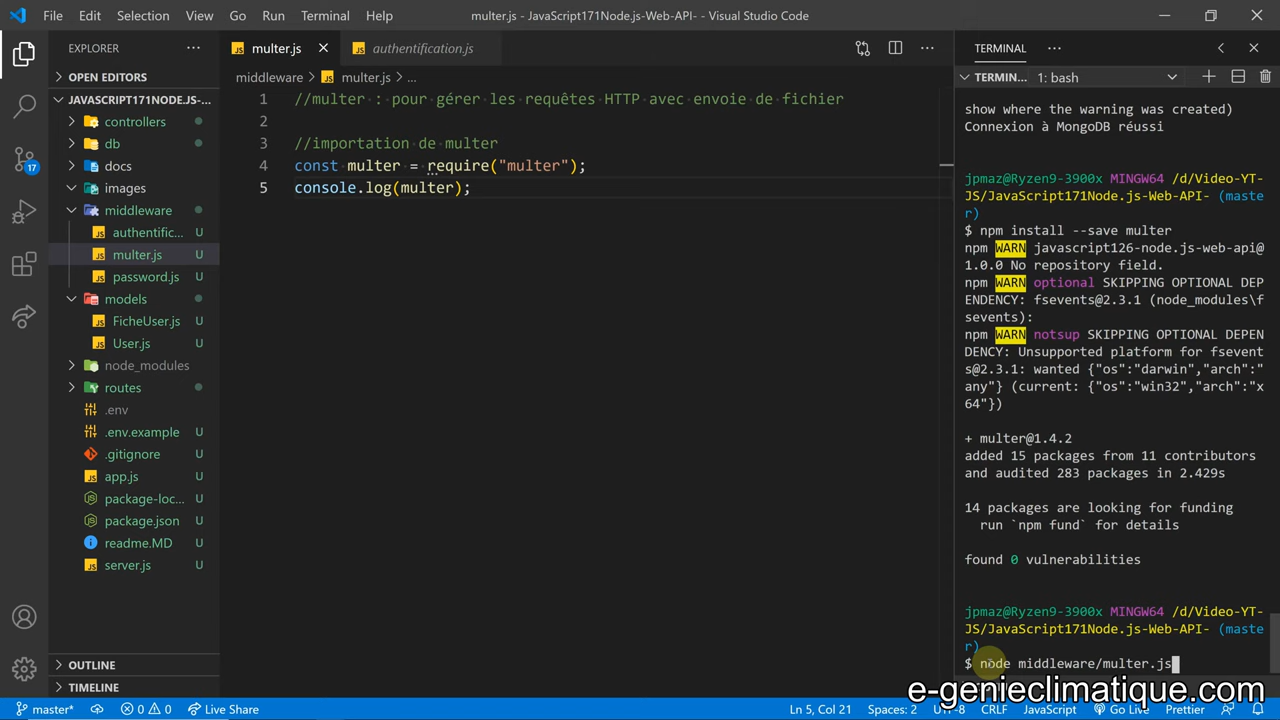 File Edit Selection View Go Run Terminal Help
multer.js - JavaScript171Node.js-Web-API- - Visual Studio Code
EXPLORER
OPEN EDITORS
JAVASCRIPT171NODE.JS-...
controllers
db
docs
images
middleware
authentific... U
multer.js U
password.js U
models
FicheUser.js U
User.js U
node_modules
routes
.env
.env.example U
.gitignore U
app.js U
package-loc... U
package.json U
readme.MD U
server.js U
OUTLINE
TIMELINE
17
multer.js
authentification.js
middleware > multer.js > ...
1 //multer : pour gérer les requêtes HTTP avec envoie de fichier
2
3 //importation de multer
4 const multer = require("multer");
5 console.log(multer);
TERMINAL
TERMIN... 1: bash
show where the warning was created)
Connexion à MongoDB réussi
jpmaz@Ryzen9-3900x MINGW64 /d/Video-YT-
JS/JavaScript171Node.js-Web-API- (maste
r)
$ npm install --save multer
npm WARN javascript126-node.js-web-api@
1.0.0 No repository field.
npm WARN optional SKIPPING OPTIONAL DEP
ENDENCY: fsevents@2.3.1 (node_modules\f
sevents):
npm WARN notsup SKIPPING OPTIONAL DEPEN
DENCY: Unsupported platform for fsevent
s@2.3.1: wanted {"os":"darwin","arch":"
any"} (current: {"os":"win32","arch":"x
64"})
+ multer@1.4.2
added 15 packages from 11 contributors
and audited 283 packages in 2.429s
14 packages are looking for funding
run `npm fund` for details
found 0 vulnerabilities
jpmaz@Ryzen9-3900x MINGW64 /d/Video-YT-
JS/JavaScript171Node.js-Web-API- (maste
r)
$ node middleware/multer.js
e-genieclimatique.com
master* 0 0 Live Share
Ln 5, Col 21 Spaces: 2 UTF-8 CRLF JavaScript Go Live Prettier